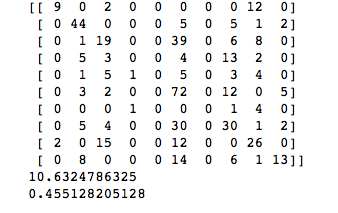 [[ 9 0 2 0 0 0 0 0 12 0]
[ 0 44 0 0 0 5 0 5 1 2]
[ 0 1 19 0 0 39 0 6 8 0]
[ 0 5 3 0 0 4 0 13 2 0]
[ 0 1 5 1 0 5 0 3 4 0]
[ 0 3 2 0 0 72 0 12 0 5]
[ 0 0 0 1 0 0 0 1 4 0]
[ 0 5 4 0 0 30 0 30 1 2]
[ 2 0 15 0 0 12 0 0 26 0]
[ 0 8 0 0 0 14 0 6 1 13]]
10.6324786325
0.455128205128